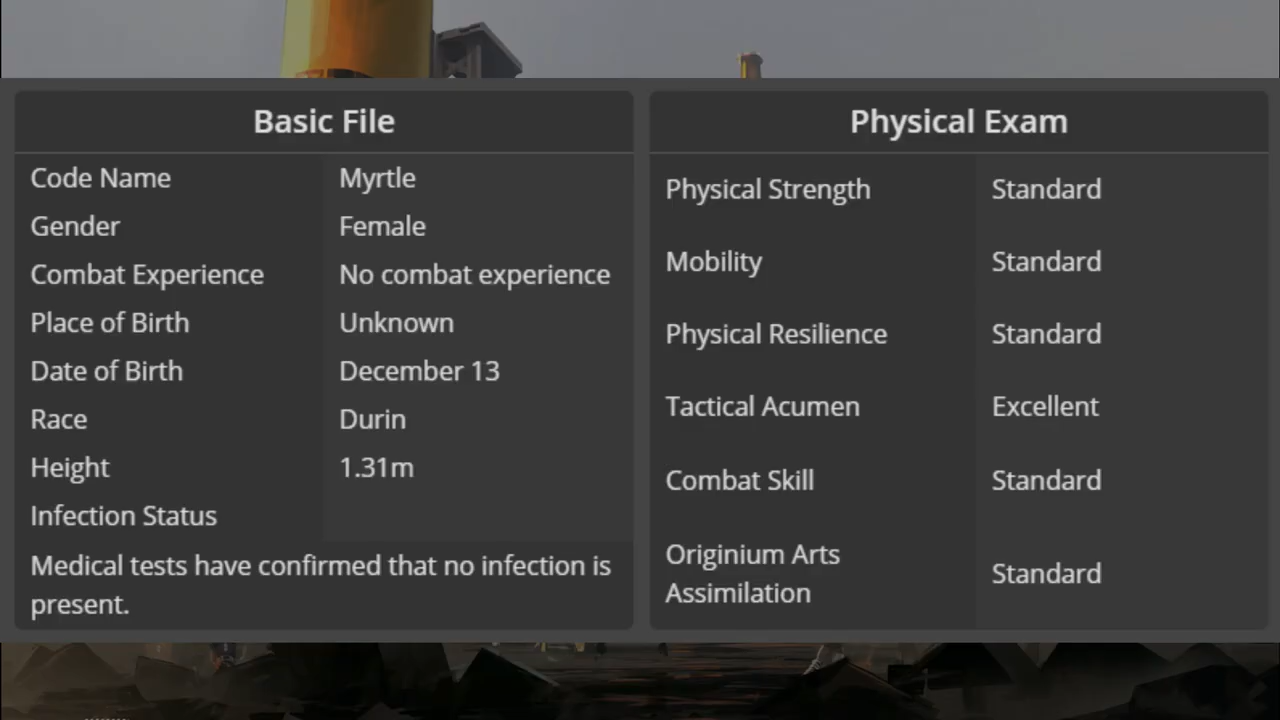 Basic File
Code Name Myrtle
Gender Female
Combat Experience No combat experience
Place of Birth Unknown
Date of Birth December 13
Race Durin
Height 1.31m
Infection Status
Medical tests have confirmed that no infection is
present.
Physical Exam
Physical Strength Standard
Mobility Standard
Physical Resilience Standard
Tactical Acumen Excellent
Combat Skill Standard
Originium Arts
Assimilation Standard